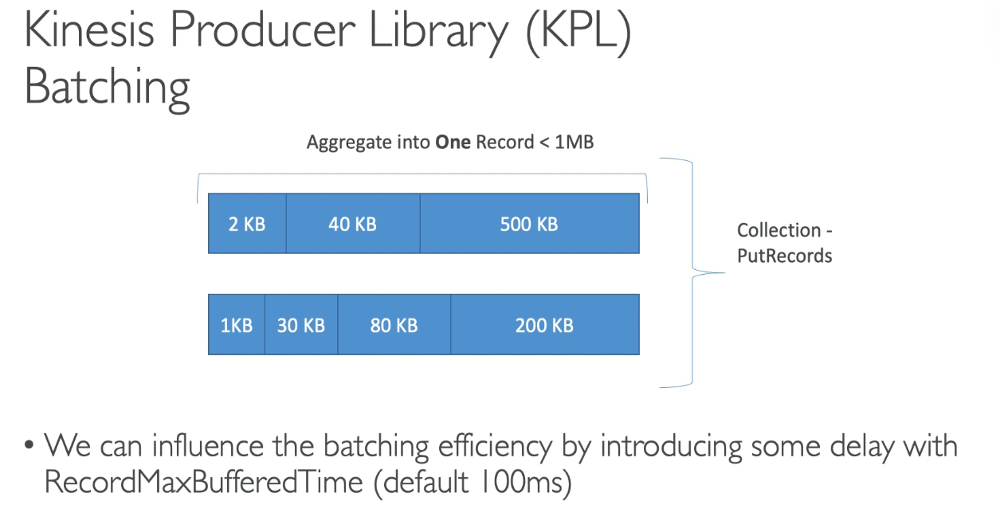 Kinesis Producer Library (KPL)
Batching
Aggregate into One Record < 1MB
2 KB
40 KB
500 KB
Collection -
PutRecords
1KB
30 KB
80 KB
200 KB
• We can influence the batching efficiency by introducing some delay with
RecordMaxBufferedTime (default 100ms)